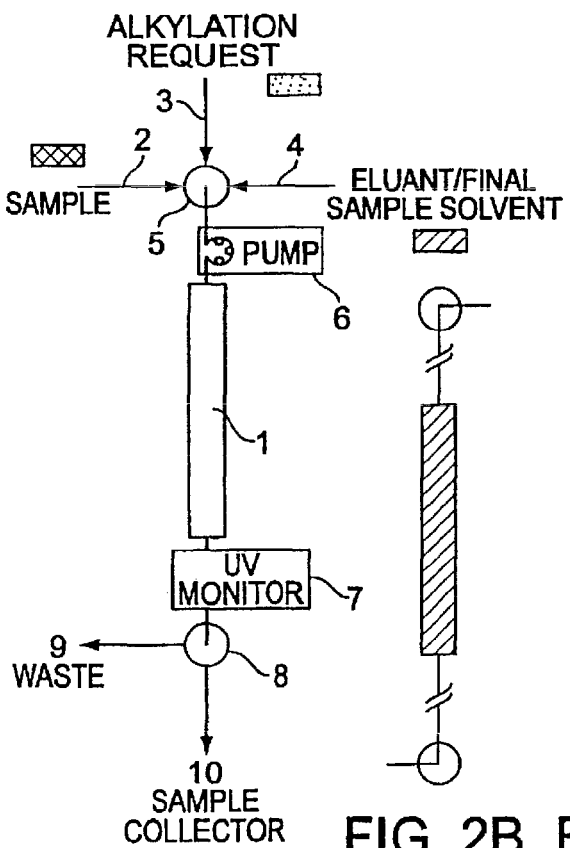 ALKYLATION
REQUEST
3
2
4
SAMPLE
5
ELUANT/FINAL
SAMPLE SOLVENT
PUMP
6
1
UV
MONITOR
7
9
WASTE
8
10
SAMPLE
COLLECTOR
FIG. 2B